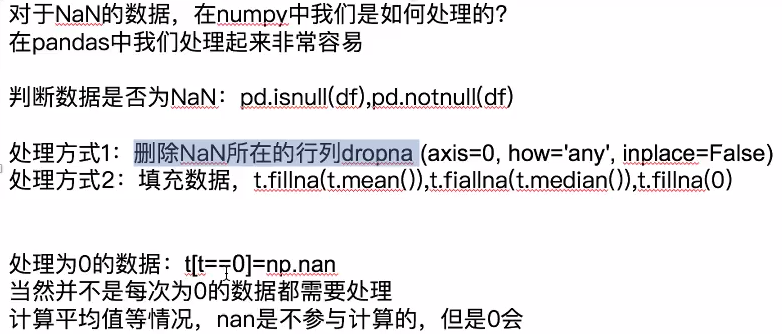 对于NaN的数据，在numpy中我们是如何处理的?
在pandas中我们处理起来非常容易
判断数据是否为NaN：pd.isnull(df),pd.notnull(df)
处理方式1：删除NaN所在的行列dropna (axis=0, how='any', inplace=False)
处理方式2：填充数据，t.fillna(t.mean()),t.fiallna(t.median()),t.fillna(0)
处理为0的数据：t[t==0]=np.nan
当然并不是每次为0的数据都需要处理
计算平均值等情况，nan是不参与计算的，但是0会